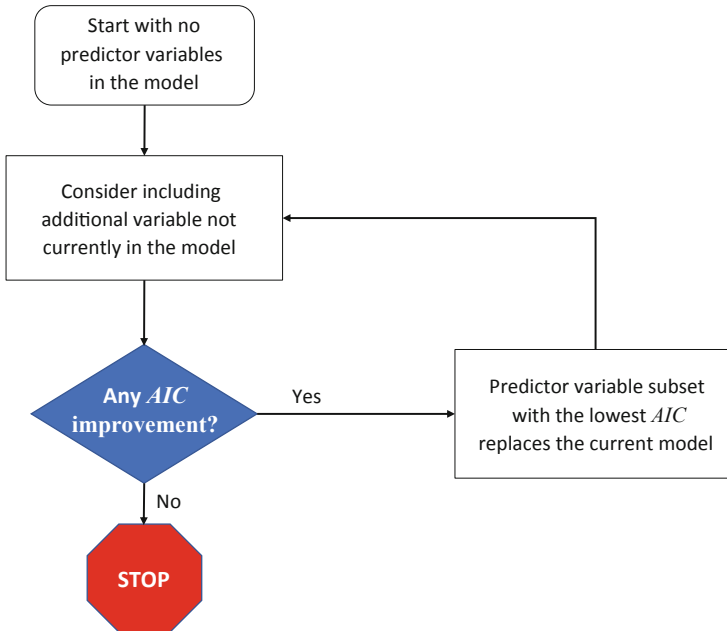 Start with no
predictor variables
in the model
Consider including
additional variable not
currently in the model
Any AIC
improvement?
Yes
Predictor variable subset
with the lowest AIC
replaces the current model
No
STOP